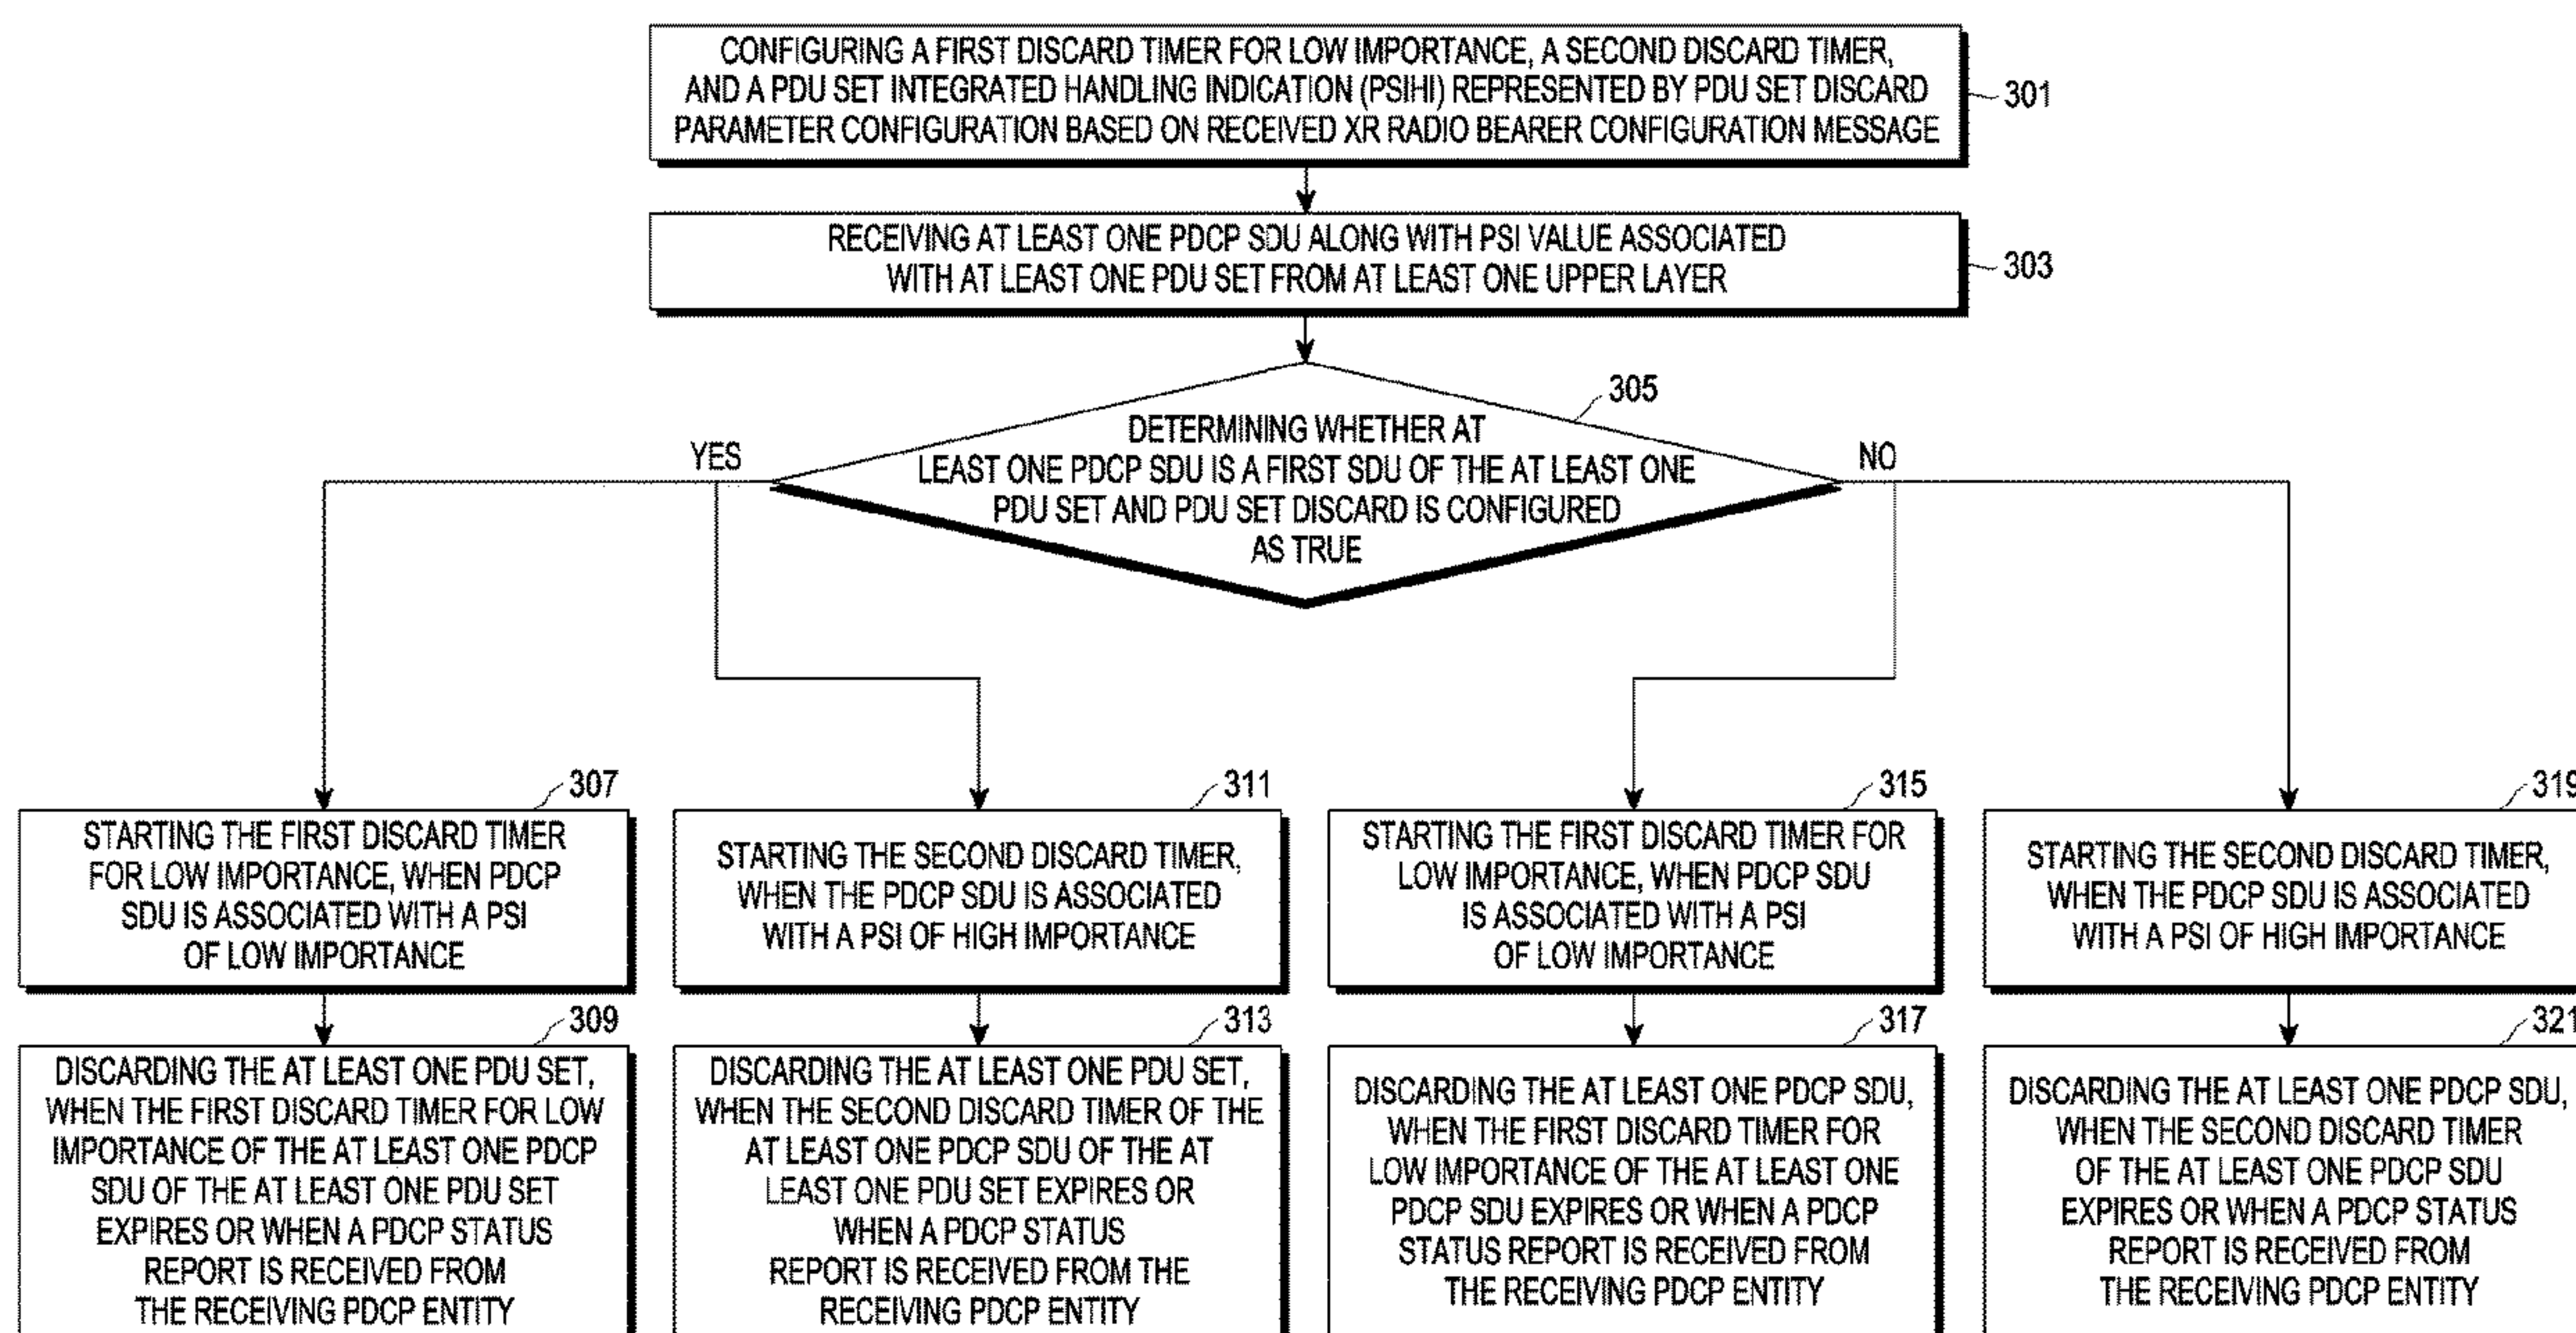 CONFIGURING A FIRST DISCARD TIMER FOR LOW IMPORTANCE, A SECOND DISCARD TIMER,
AND A PDU SET INTEGRATED HANDLING INDICATION (PSIHI) REPRESENTED BY PDU SET DISCARD
PARAMETER CONFIGURATION BASED ON RECEIVED XR RADIO BEARER CONFIGURATION MESSAGE
301
RECEIVING AT LEAST ONE PDCP SDU ALONG WITH PSI VALUE ASSOCIATED
WITH AT LEAST ONE PDU SET FROM AT LEAST ONE UPPER LAYER
303
305
DETERMINING WHETHER AT
LEAST ONE PDCP SDU IS A FIRST SDU OF THE AT LEAST ONE
PDU SET AND PDU SET DISCARD IS CONFIGURED
AS TRUE
YES
NO
307
STARTING THE FIRST DISCARD TIMER
FOR LOW IMPORTANCE, WHEN PDCP
SDU IS ASSOCIATED WITH A PSI
OF LOW IMPORTANCE
311
STARTING THE SECOND DISCARD TIMER,
WHEN THE PDCP SDU IS ASSOCIATED
WITH A PSI OF HIGH IMPORTANCE
315
STARTING THE FIRST DISCARD TIMER FOR
LOW IMPORTANCE, WHEN PDCP SDU
IS ASSOCIATED WITH A PSI
OF LOW IMPORTANCE
319
STARTING THE SECOND DISCARD TIMER,
WHEN THE PDCP SDU IS ASSOCIATED
WITH A PSI OF HIGH IMPORTANCE
309
DISCARDING THE AT LEAST ONE PDU SET,
WHEN THE FIRST DISCARD TIMER FOR LOW
IMPORTANCE OF THE AT LEAST ONE PDCP
SDU OF THE AT LEAST ONE PDU SET
EXPIRES OR WHEN A PDCP STATUS
REPORT IS RECEIVED FROM
THE RECEIVING PDCP ENTITY
313
DISCARDING THE AT LEAST ONE PDU SET,
WHEN THE SECOND DISCARD TIMER OF THE
AT LEAST ONE PDCP SDU OF THE AT
LEAST ONE PDU SET EXPIRES OR
WHEN A PDCP STATUS
REPORT IS RECEIVED FROM THE
RECEIVING PDCP ENTITY
317
DISCARDING THE AT LEAST ONE PDCP SDU,
WHEN THE FIRST DISCARD TIMER FOR
LOW IMPORTANCE OF THE AT LEAST ONE
PDCP SDU EXPIRES OR WHEN A PDCP
STATUS REPORT IS RECEIVED FROM
THE RECEIVING PDCP ENTITY
321
DISCARDING THE AT LEAST ONE PDCP SDU,
WHEN THE SECOND DISCARD TIMER
OF THE AT LEAST ONE PDCP SDU
EXPIRES OR WHEN A PDCP STATUS
REPORT IS RECEIVED FROM
THE RECEIVING PDCP ENTITY